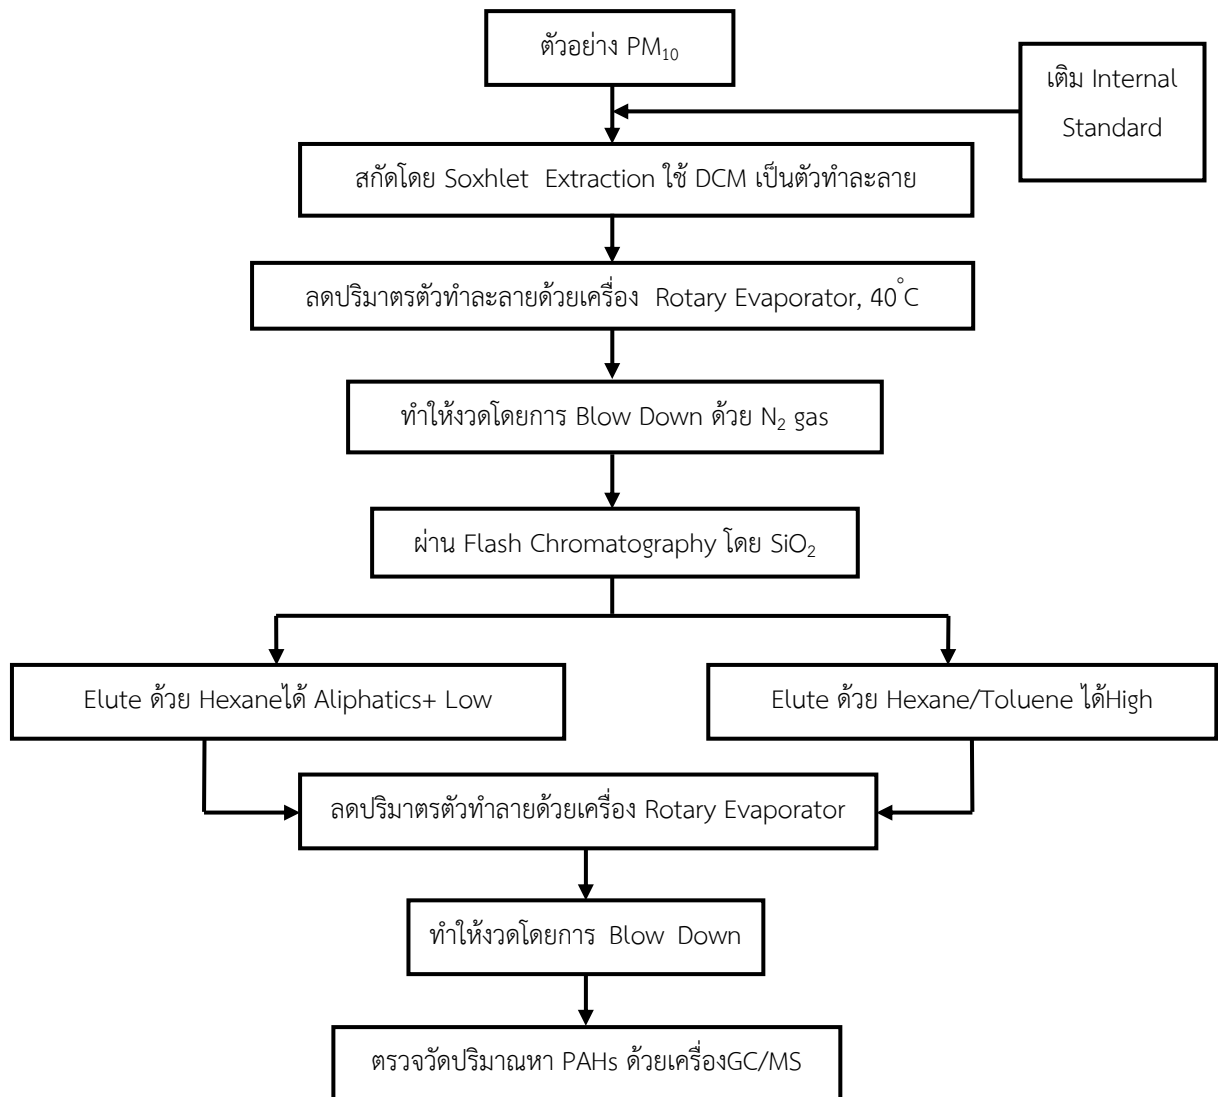 ตัวอย่าง PM₁₀
เติม Internal
Standard
สกัดโดย Soxhlet Extraction ใช้ DCM เป็นตัวทำละลาย
ลดปริมาตรตัวทำละลายด้วยเครื่อง Rotary Evaporator, 40°C
ทำให้งวดโดยการ Blow Down ด้วย N₂ gas
ผ่าน Flash Chromatography โดย SiO₂
Elute ด้วย Hexaneได้ Aliphatics+ Low
Elute ด้วย Hexane/Toluene ได้High
ลดปริมาตรตัวทำลายด้วยเครื่อง Rotary Evaporator
ทำให้งวดโดยการ Blow Down
ตรวจวัดปริมาณหา PAHs ด้วยเครื่องGC/MS